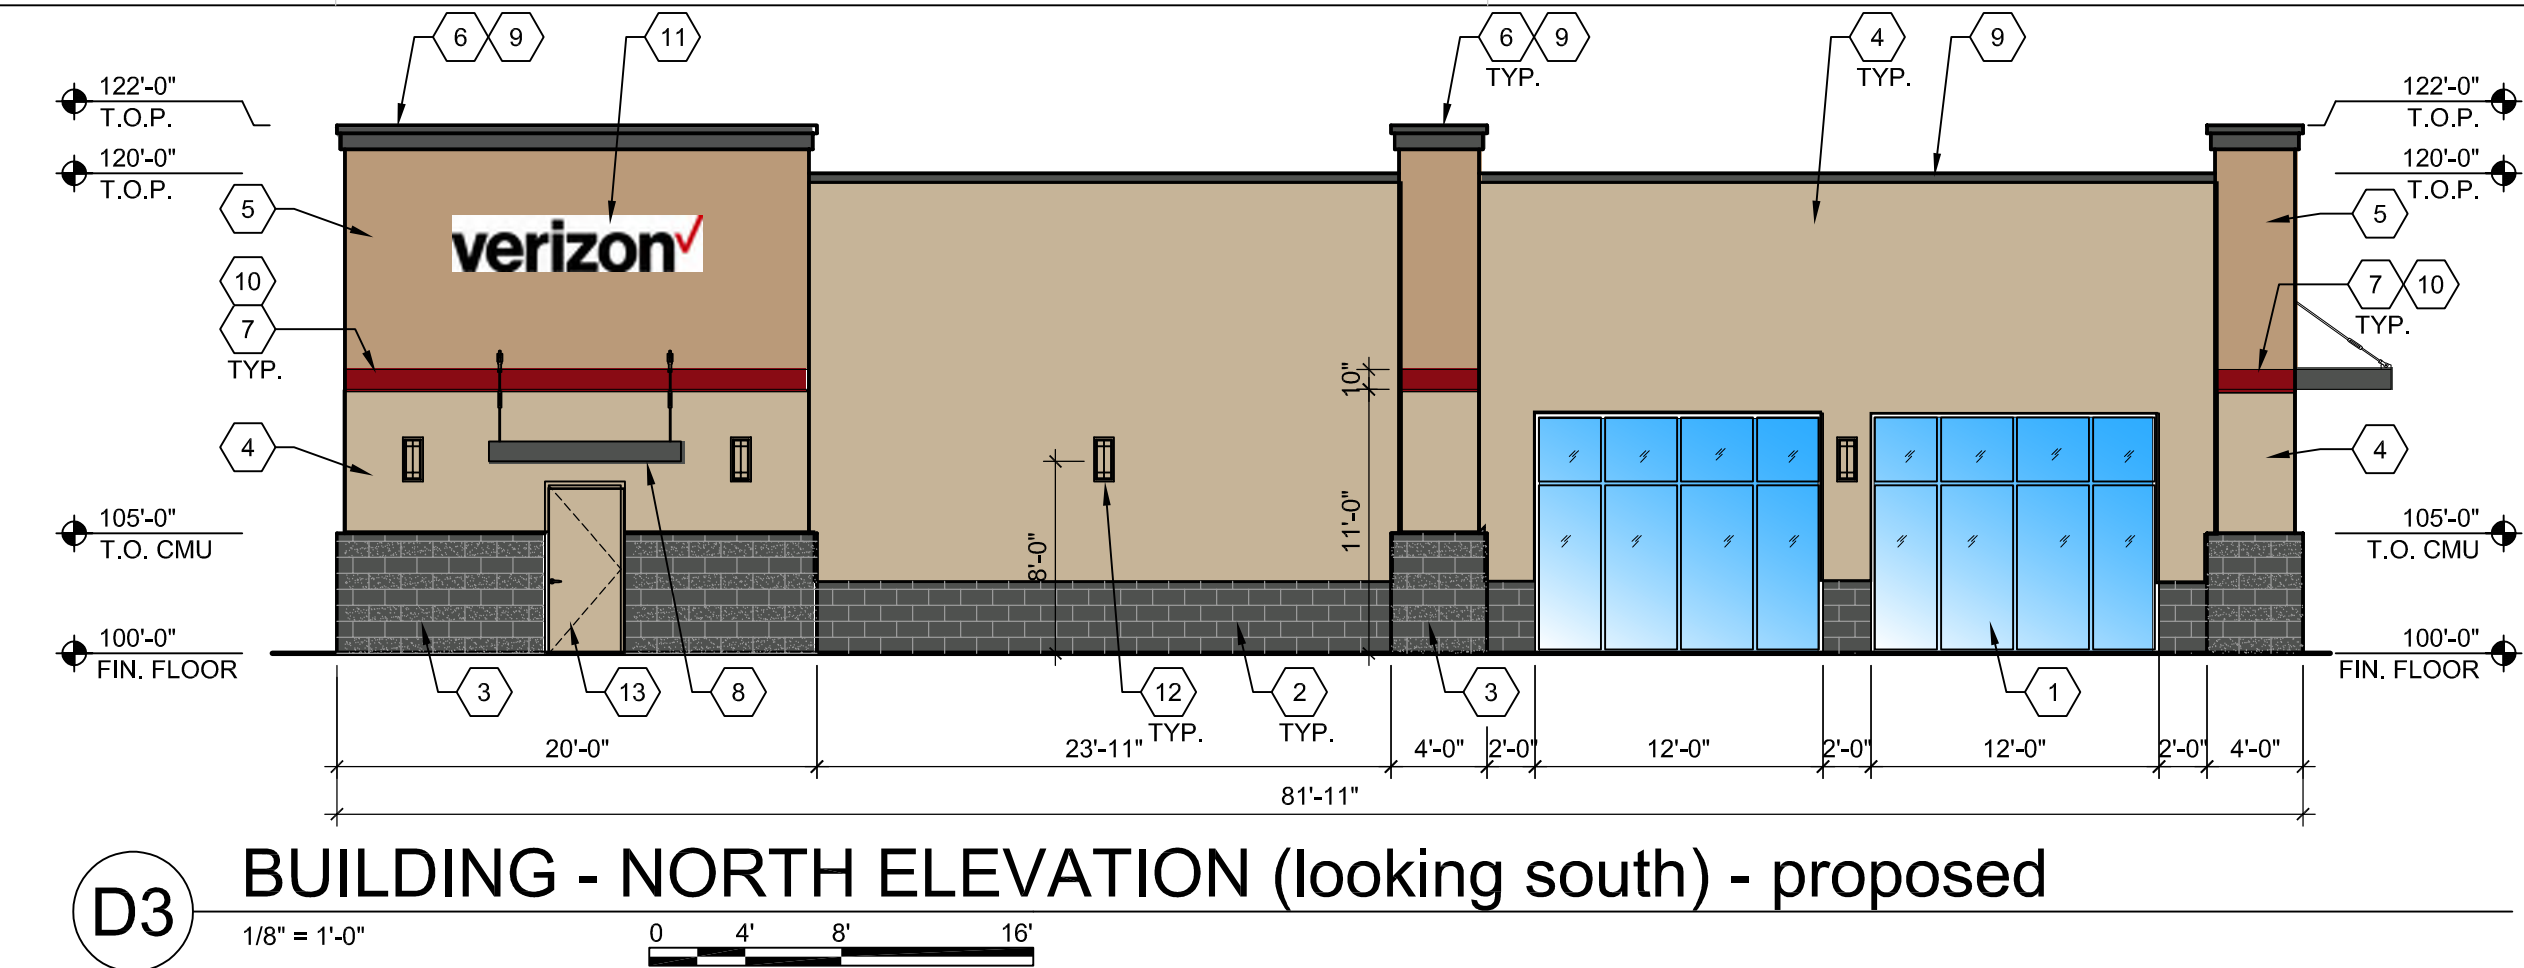 6 9 11 6 9 4 9
TYP. TYP.
122'-0" 122'-0"
T.O.P. T.O.P.
120'-0" 120'-0"
T.O.P. T.O.P.
5 5
verizon
10 7 10
7 TYP.
TYP.
10"
4 4
11'-0"
8'-0"
105'-0" 105'-0"
T.O. CMU T.O. CMU
100'-0" 100'-0"
FIN. FLOOR FIN. FLOOR
3 13 8 12 2 3 1
TYP. TYP.
20'-0" 23'-11" 4'-0" 2'-0" 12'-0" 2'-0" 12'-0" 2'-0" 4'-0"
81'-11"
D3 BUILDING - NORTH ELEVATION (looking south) - proposed
1/8" = 1'-0" 0 4' 8' 16'